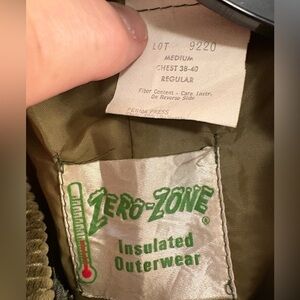 LOT 9220
MEDIUM
CHEST 38-40
REGULAR
Fiber Content - Care Instr.
On Reverse Side
ZERO-ZONE®
Insulated
Outerwear